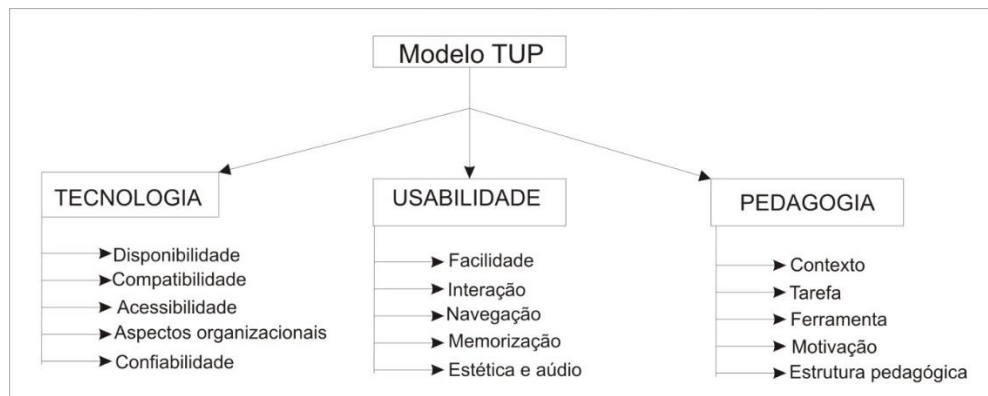 Modelo TUP
TECNOLOGIA
Disponibilidade
Compatibilidade
Acessibilidade
Aspectos organizacionais
Confiabilidade
USABILIDADE
Facilidade
Interação
Navegação
Memorização
Estética e aúdio
PEDAGOGIA
Contexto
Tarefa
Ferramenta
Motivação
Estrutura pedagógica